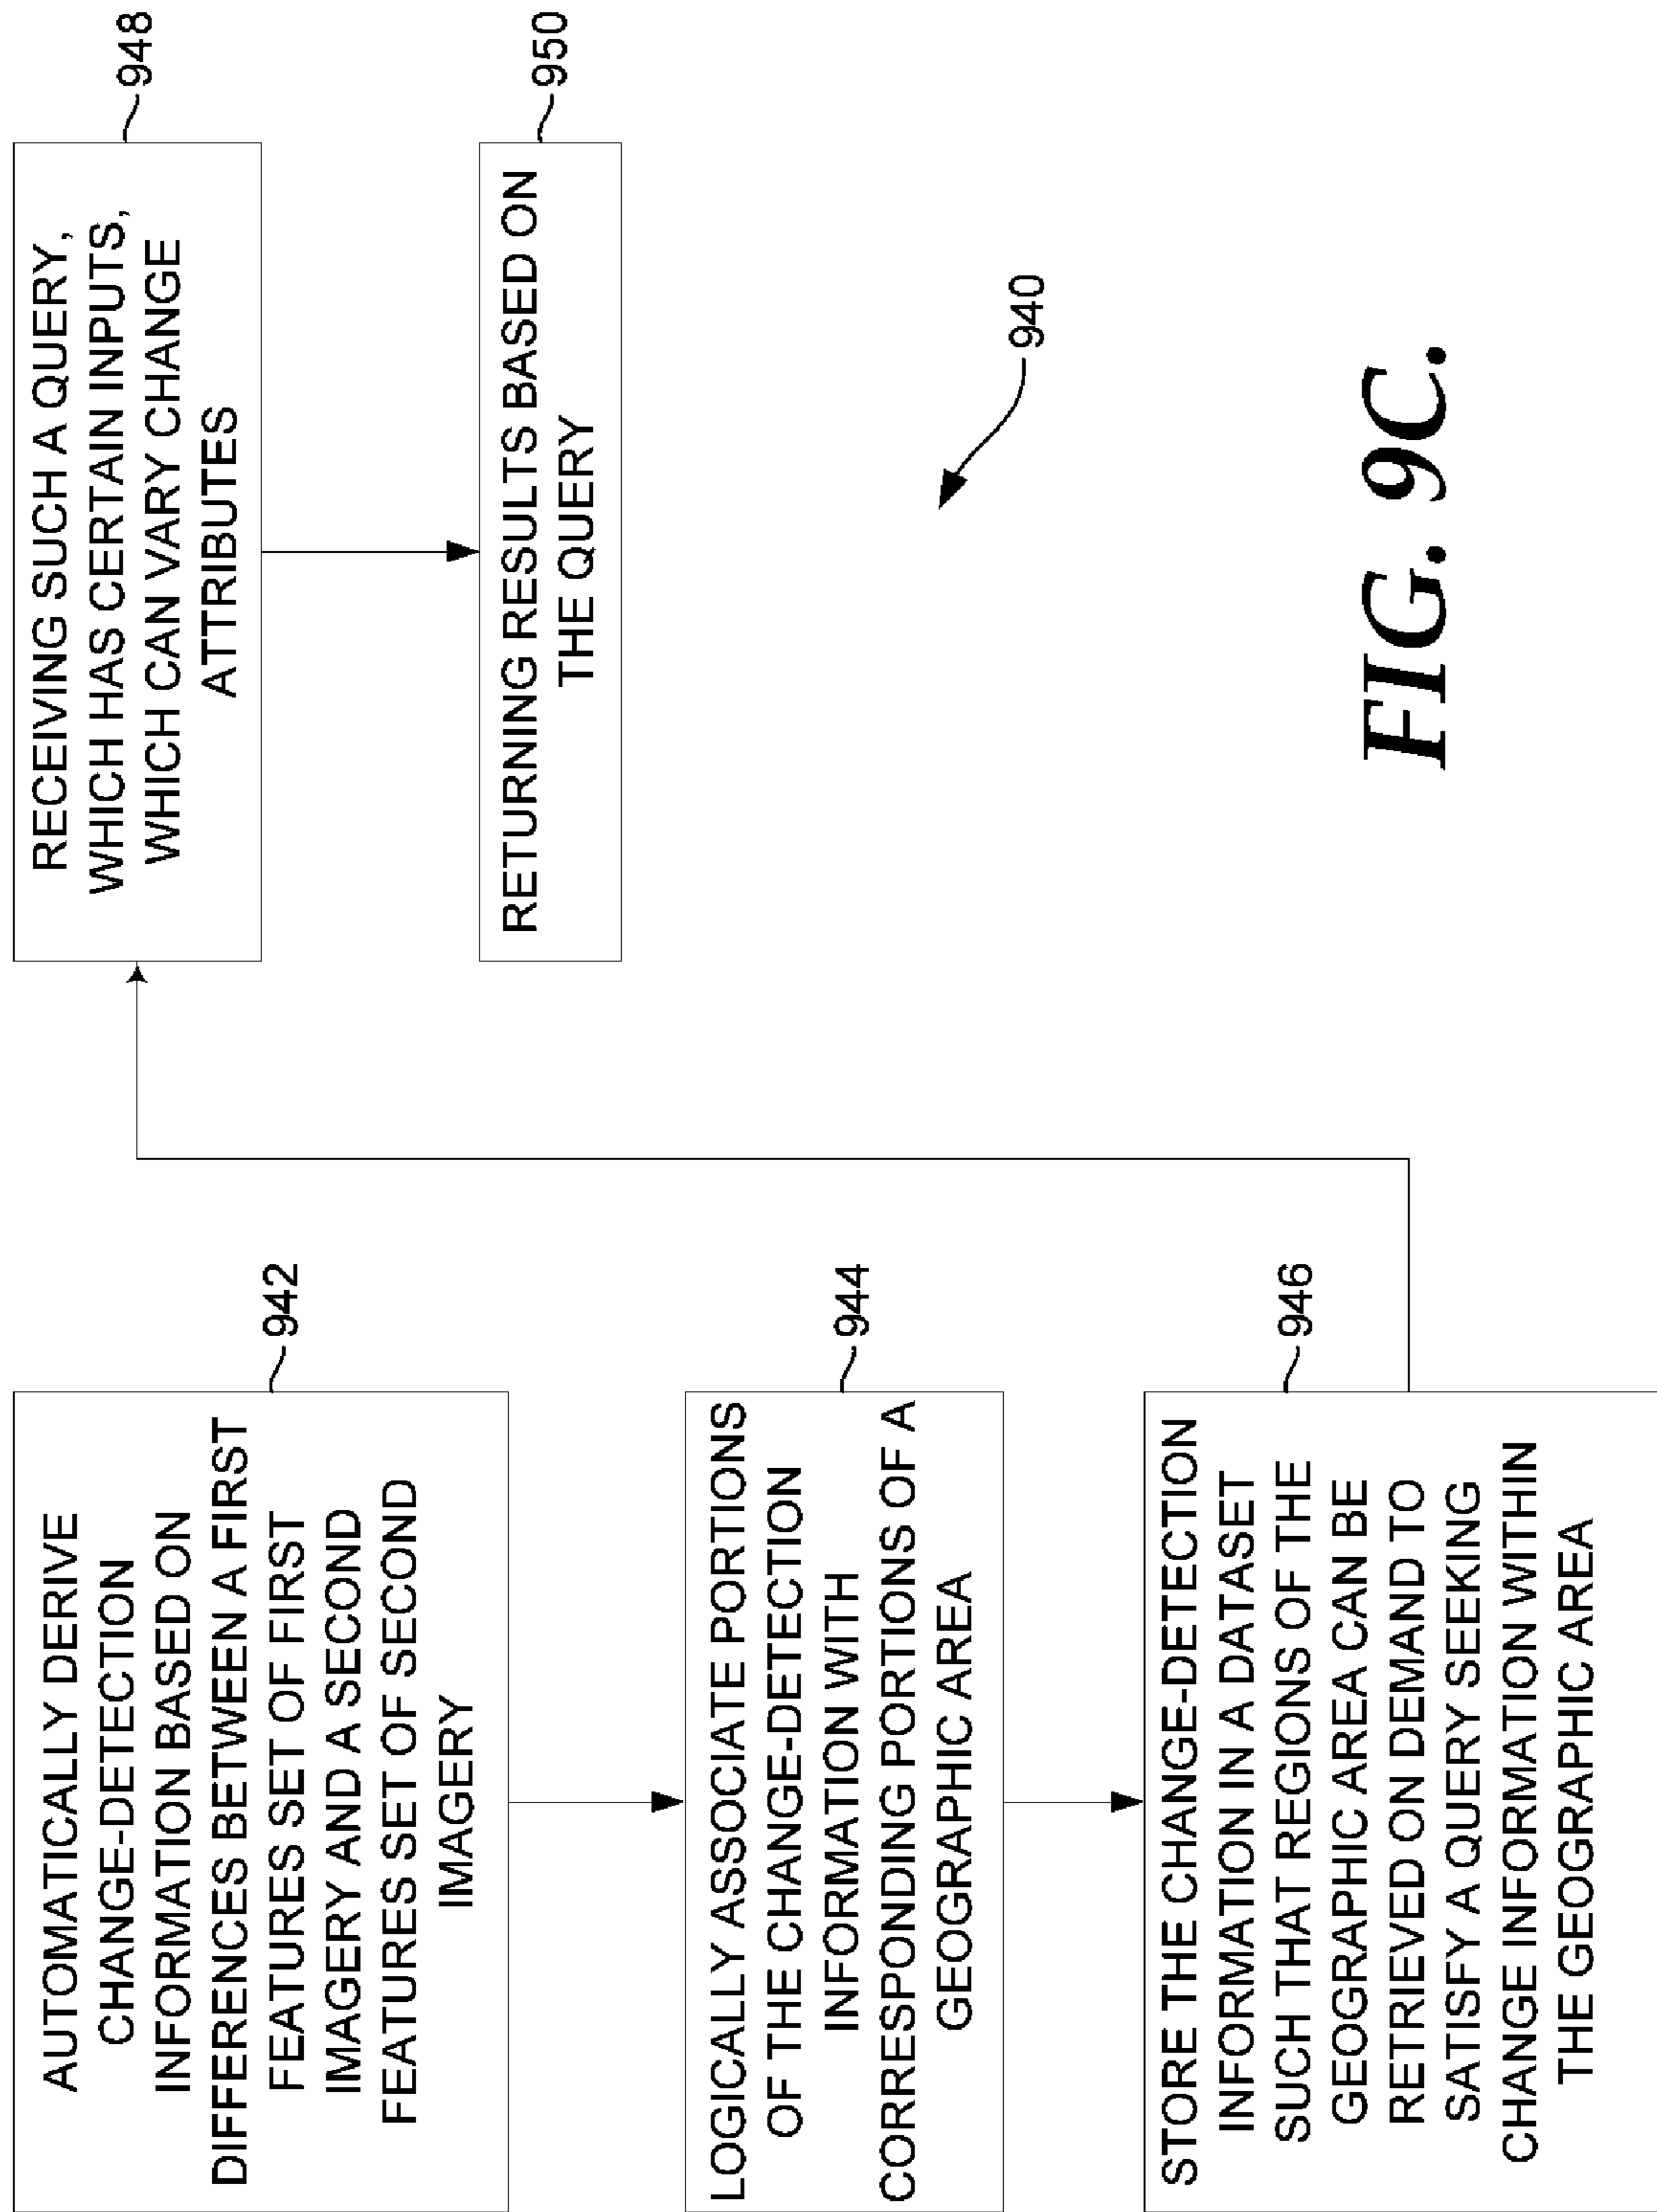 AUTOMATICALLY DERIVE
CHANGE-DETECTION
INFORMATION BASED ON
DIFFERENCES BETWEEN A FIRST
FEATURES SET OF FIRST
IMAGERY AND A SECOND
FEATURES SET OF SECOND
IMAGERY
942
LOGICALLY ASSOCIATE PORTIONS
OF THE CHANGE-DETECTION
INFORMATION WITH
CORRESPONDING PORTIONS OF A
GEOGRAPHIC AREA
944
STORE THE CHANGE-DETECTION
INFORMATION IN A DATASET
SUCH THAT REGIONS OF THE
GEOGRAPHIC AREA CAN BE
RETRIEVED ON DEMAND TO
SATISFY A QUERY SEEKING
CHANGE INFORMATION WITHIN
THE GEOGRAPHIC AREA
946
RECEIVING SUCH A QUERY,
WHICH HAS CERTAIN INPUTS,
WHICH CAN VARY CHANGE
ATTRIBUTES
948
RETURNING RESULTS BASED ON
THE QUERY
950
940
FIG. 9C.